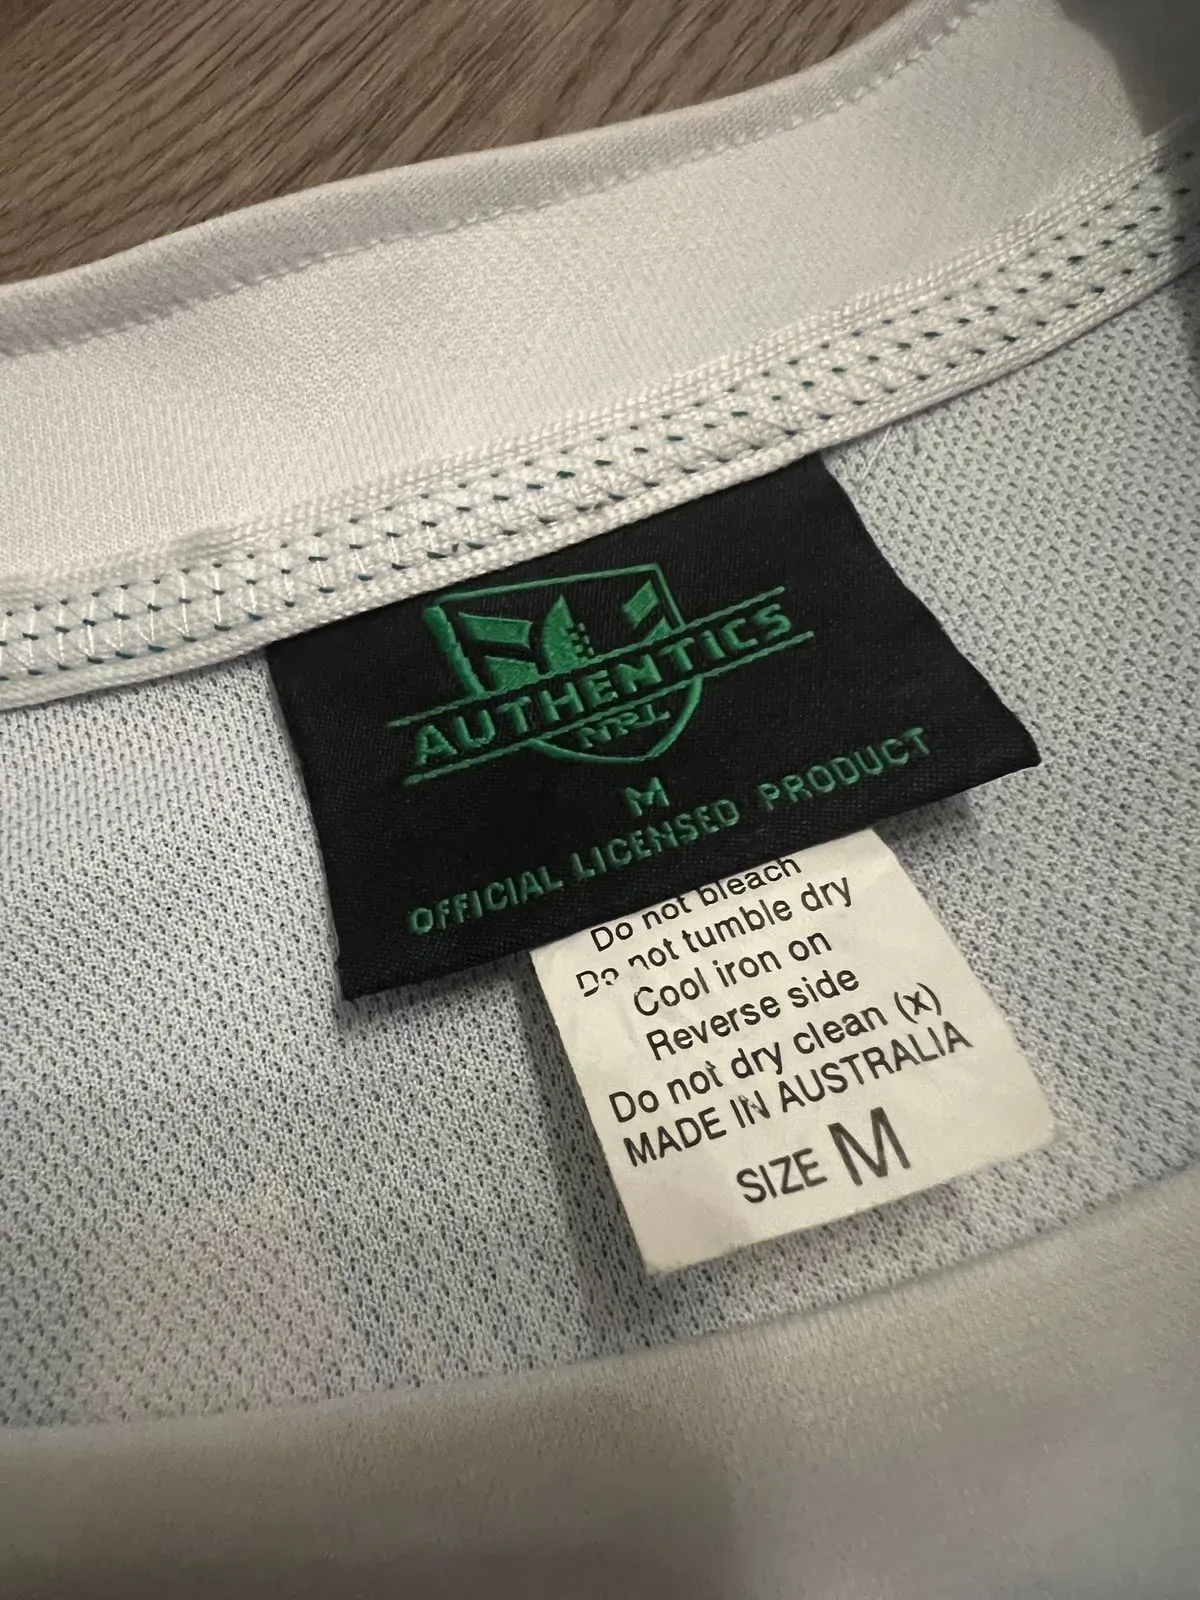 AUTHENTICS
NRL
M
OFFICIAL LICENSED PRODUCT
Do not bleach
Do not tumble dry
Cool iron on
Reverse side
Do not dry clean (x)
MADE IN AUSTRALIA
SIZE M